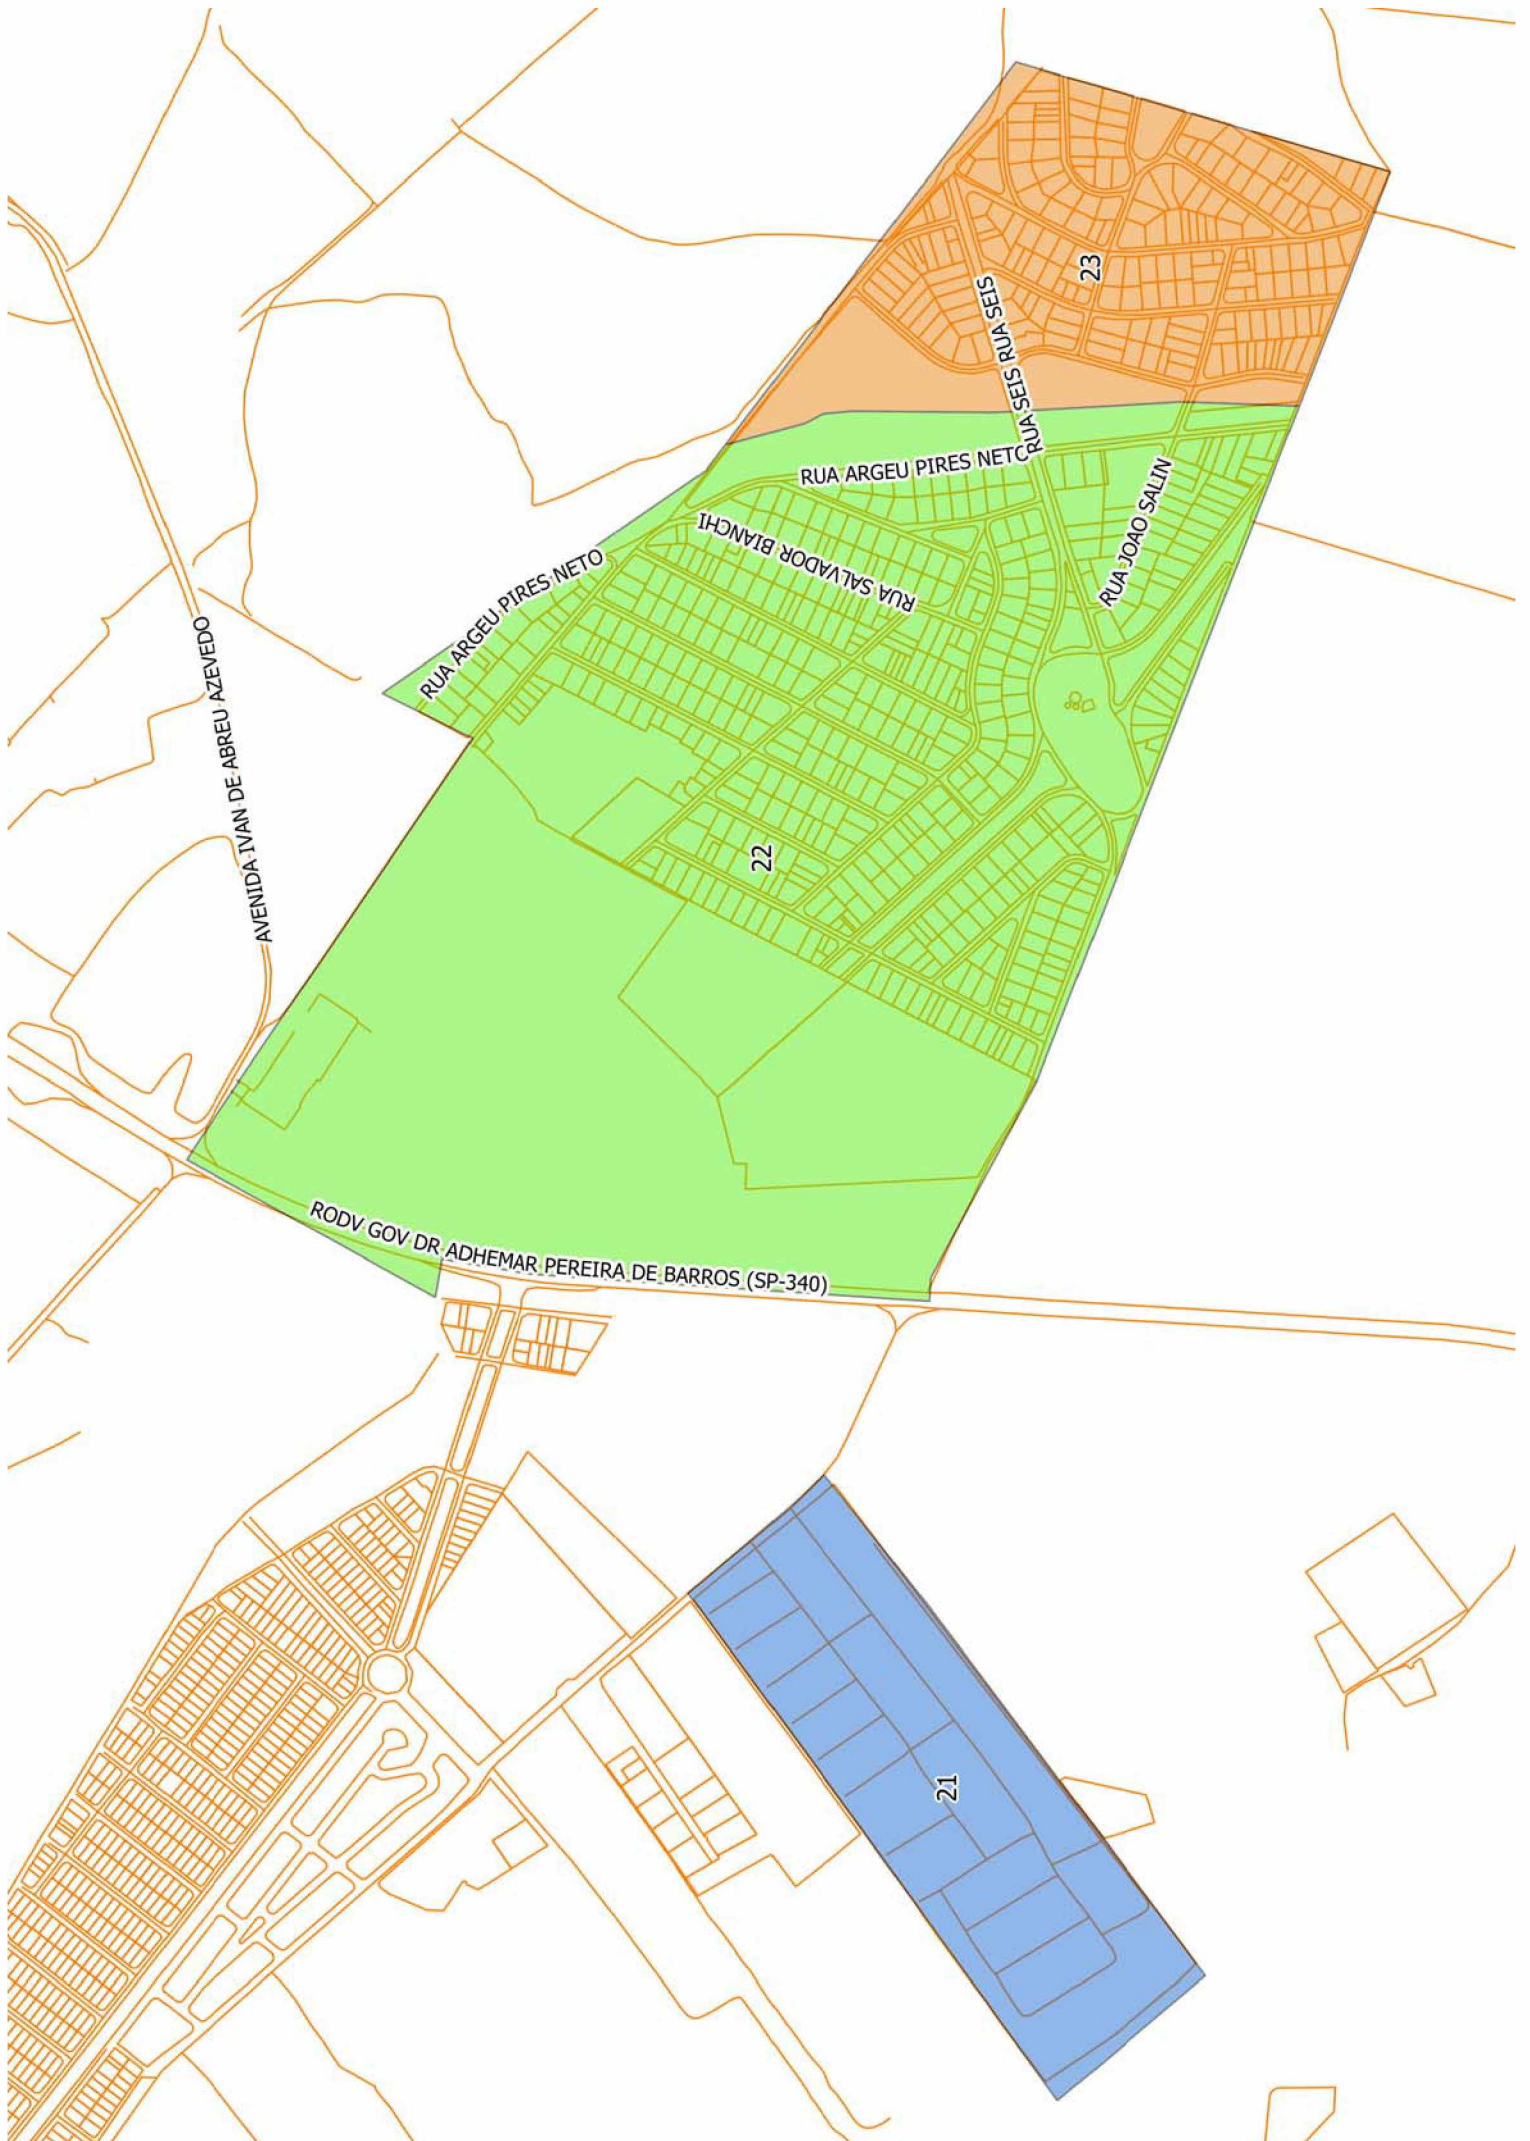 23
RUA SEIS
RUA SEIS
RUA ARGEU PIRES NETO
RUA JOAO SALIN
RUA SALVADOR BIANCHI
RUA ARGEU PIRES NETO
AVENIDA IVAN DE ABREU AZEVEDO
22
RODV GOV DR ADHEMAR PEREIRA DE BARROS (SP-340)
21